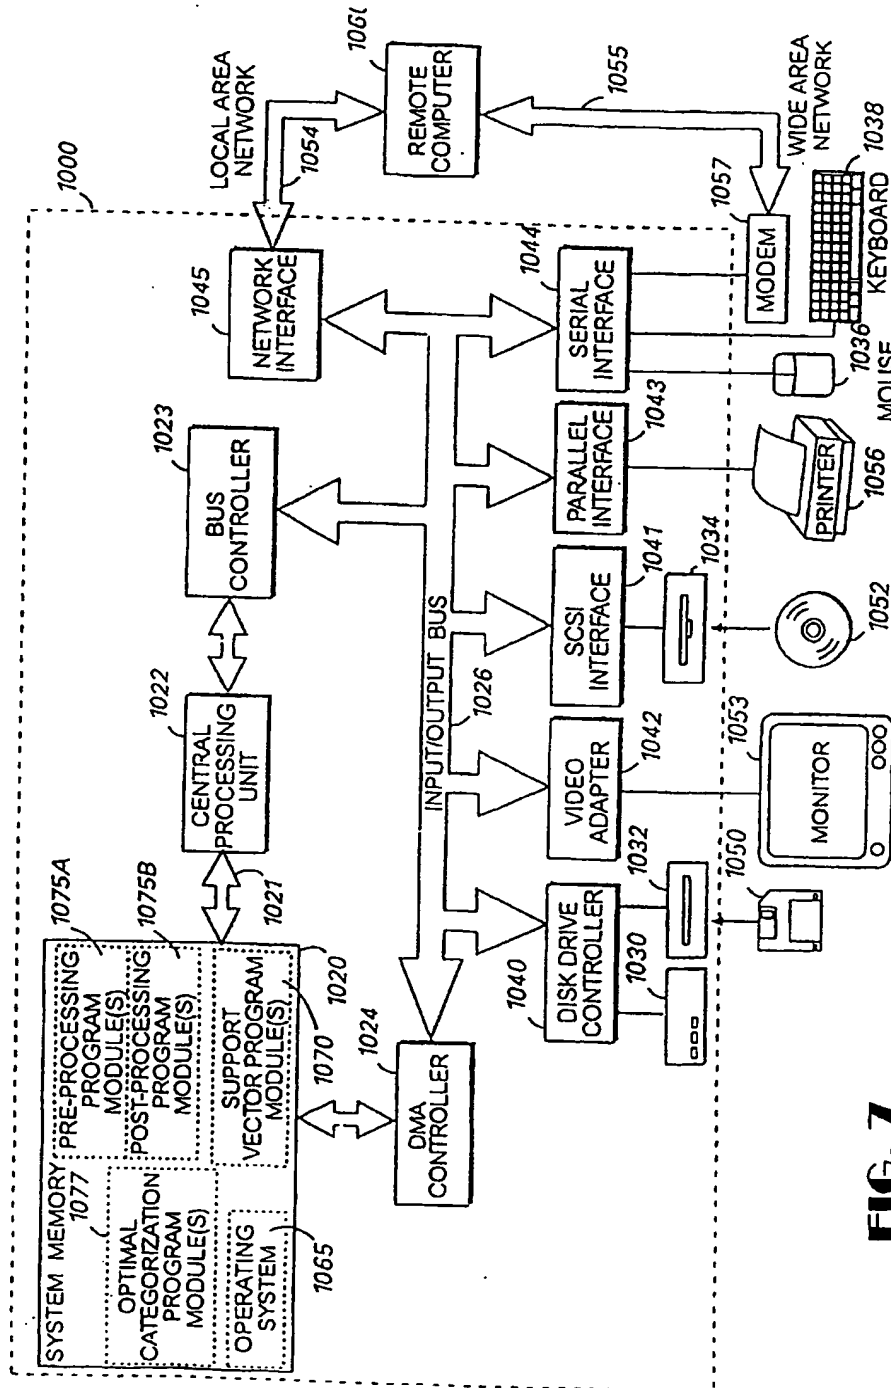 SYSTEM MEMORY
1077
OPTIMAL
CATEGORIZATION
PROGRAM
MODULE(S)
OPERATING
SYSTEM
1065
PRE-PROCESSING
PROGRAM
MODULE(S)
POST-PROCESSING
PROGRAM
MODULE(S)
SUPPORT
VECTOR PROGRAM
MODULE(S)
1075A
1075B
1020
1070
1021
CENTRAL
PROCESSING
UNIT
1022
BUS
CONTROLLER
1023
NETWORK
INTERFACE
1045
1000
LOCAL AREA
NETWORK
1054
REMOTE
COMPUTER
1055
WIDE AREA
NETWORK
DMA
CONTROLLER
1024
INPUT/OUTPUT BUS
1026
DISK DRIVE
CONTROLLER
1040
VIDEO
ADAPTER
1042
SCSI
INTERFACE
1041
PARALLEL
INTERFACE
1043
SERIAL
INTERFACE
1044
1030
1032
1034
MODEM
1057
1050
MONITOR
1053
1052
PRINTER
1056
MOUSE
1036
KEYBOARD
1038
FIG. 7